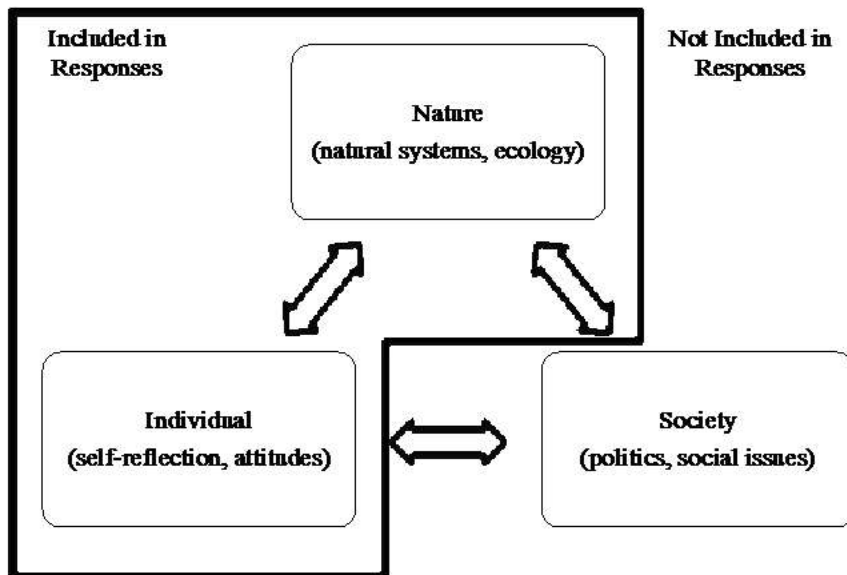 Included in
Responses
Not Included in
Responses
Nature
(natural systems, ecology)
Individual
(self-reflection, attitudes)
Society
(politics, social issues)